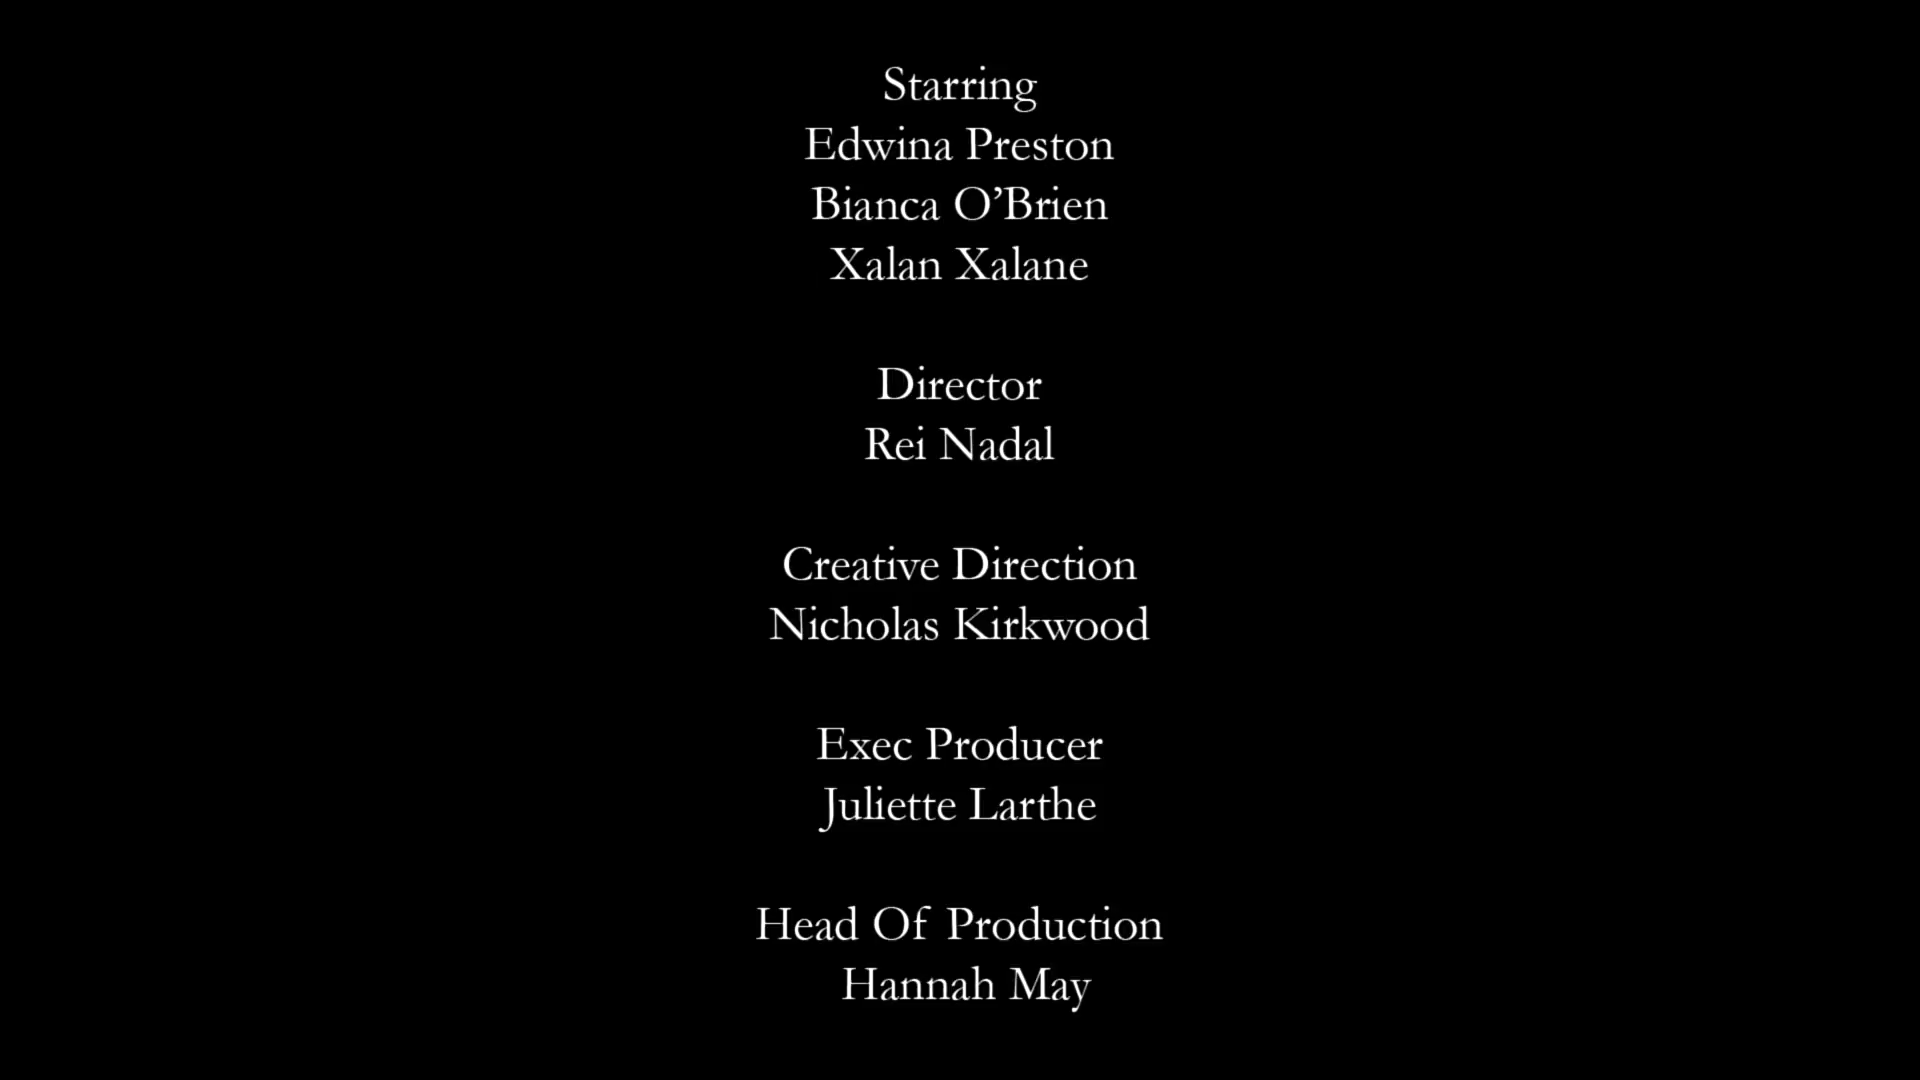 Starring
Edwina Preston
Bianca O’Brien
Xalan Xalane
Director
Rei Nadal
Creative Direction
Nicholas Kirkwood
Exec Producer
Juliette Larthe
Head Of Production
Hannah May